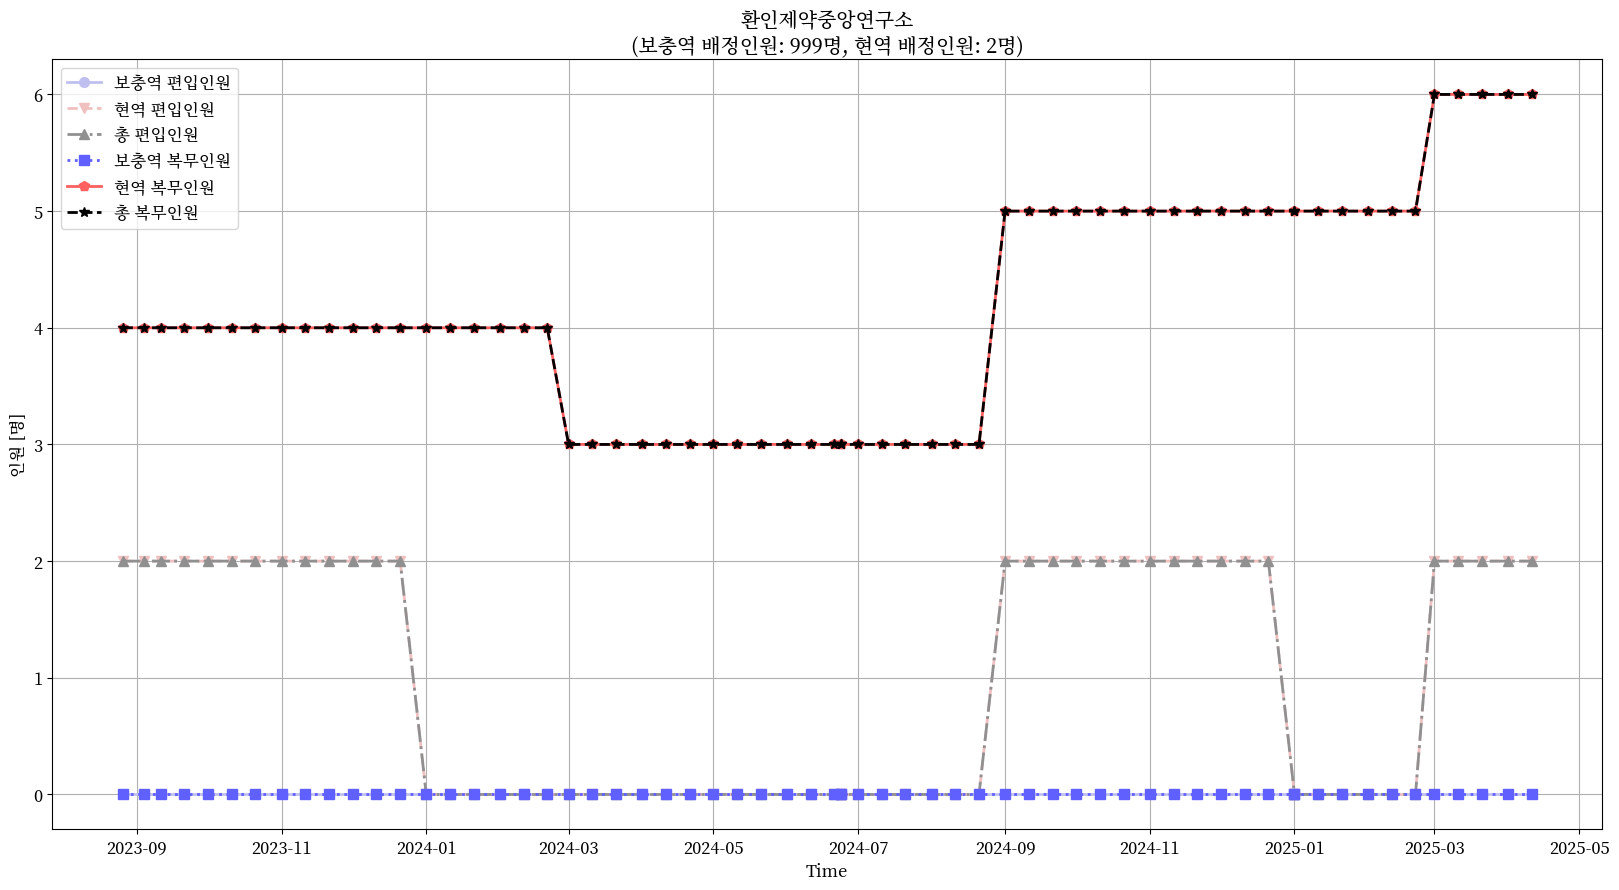 환인제약중앙연구소
(보충역 배정인원: 999명, 현역 배정인원: 2명)
보충역 편입인원
현역 편입인원
총 편입인원
보충역 복무인원
현역 복무인원
총 복무인원
인원 [명]
6
5
4
3
2
1
0
2023-09
2023-11
2024-01
2024-03
2024-05
2024-07
2024-09
2024-11
2025-01
2025-03
2025-05
Time